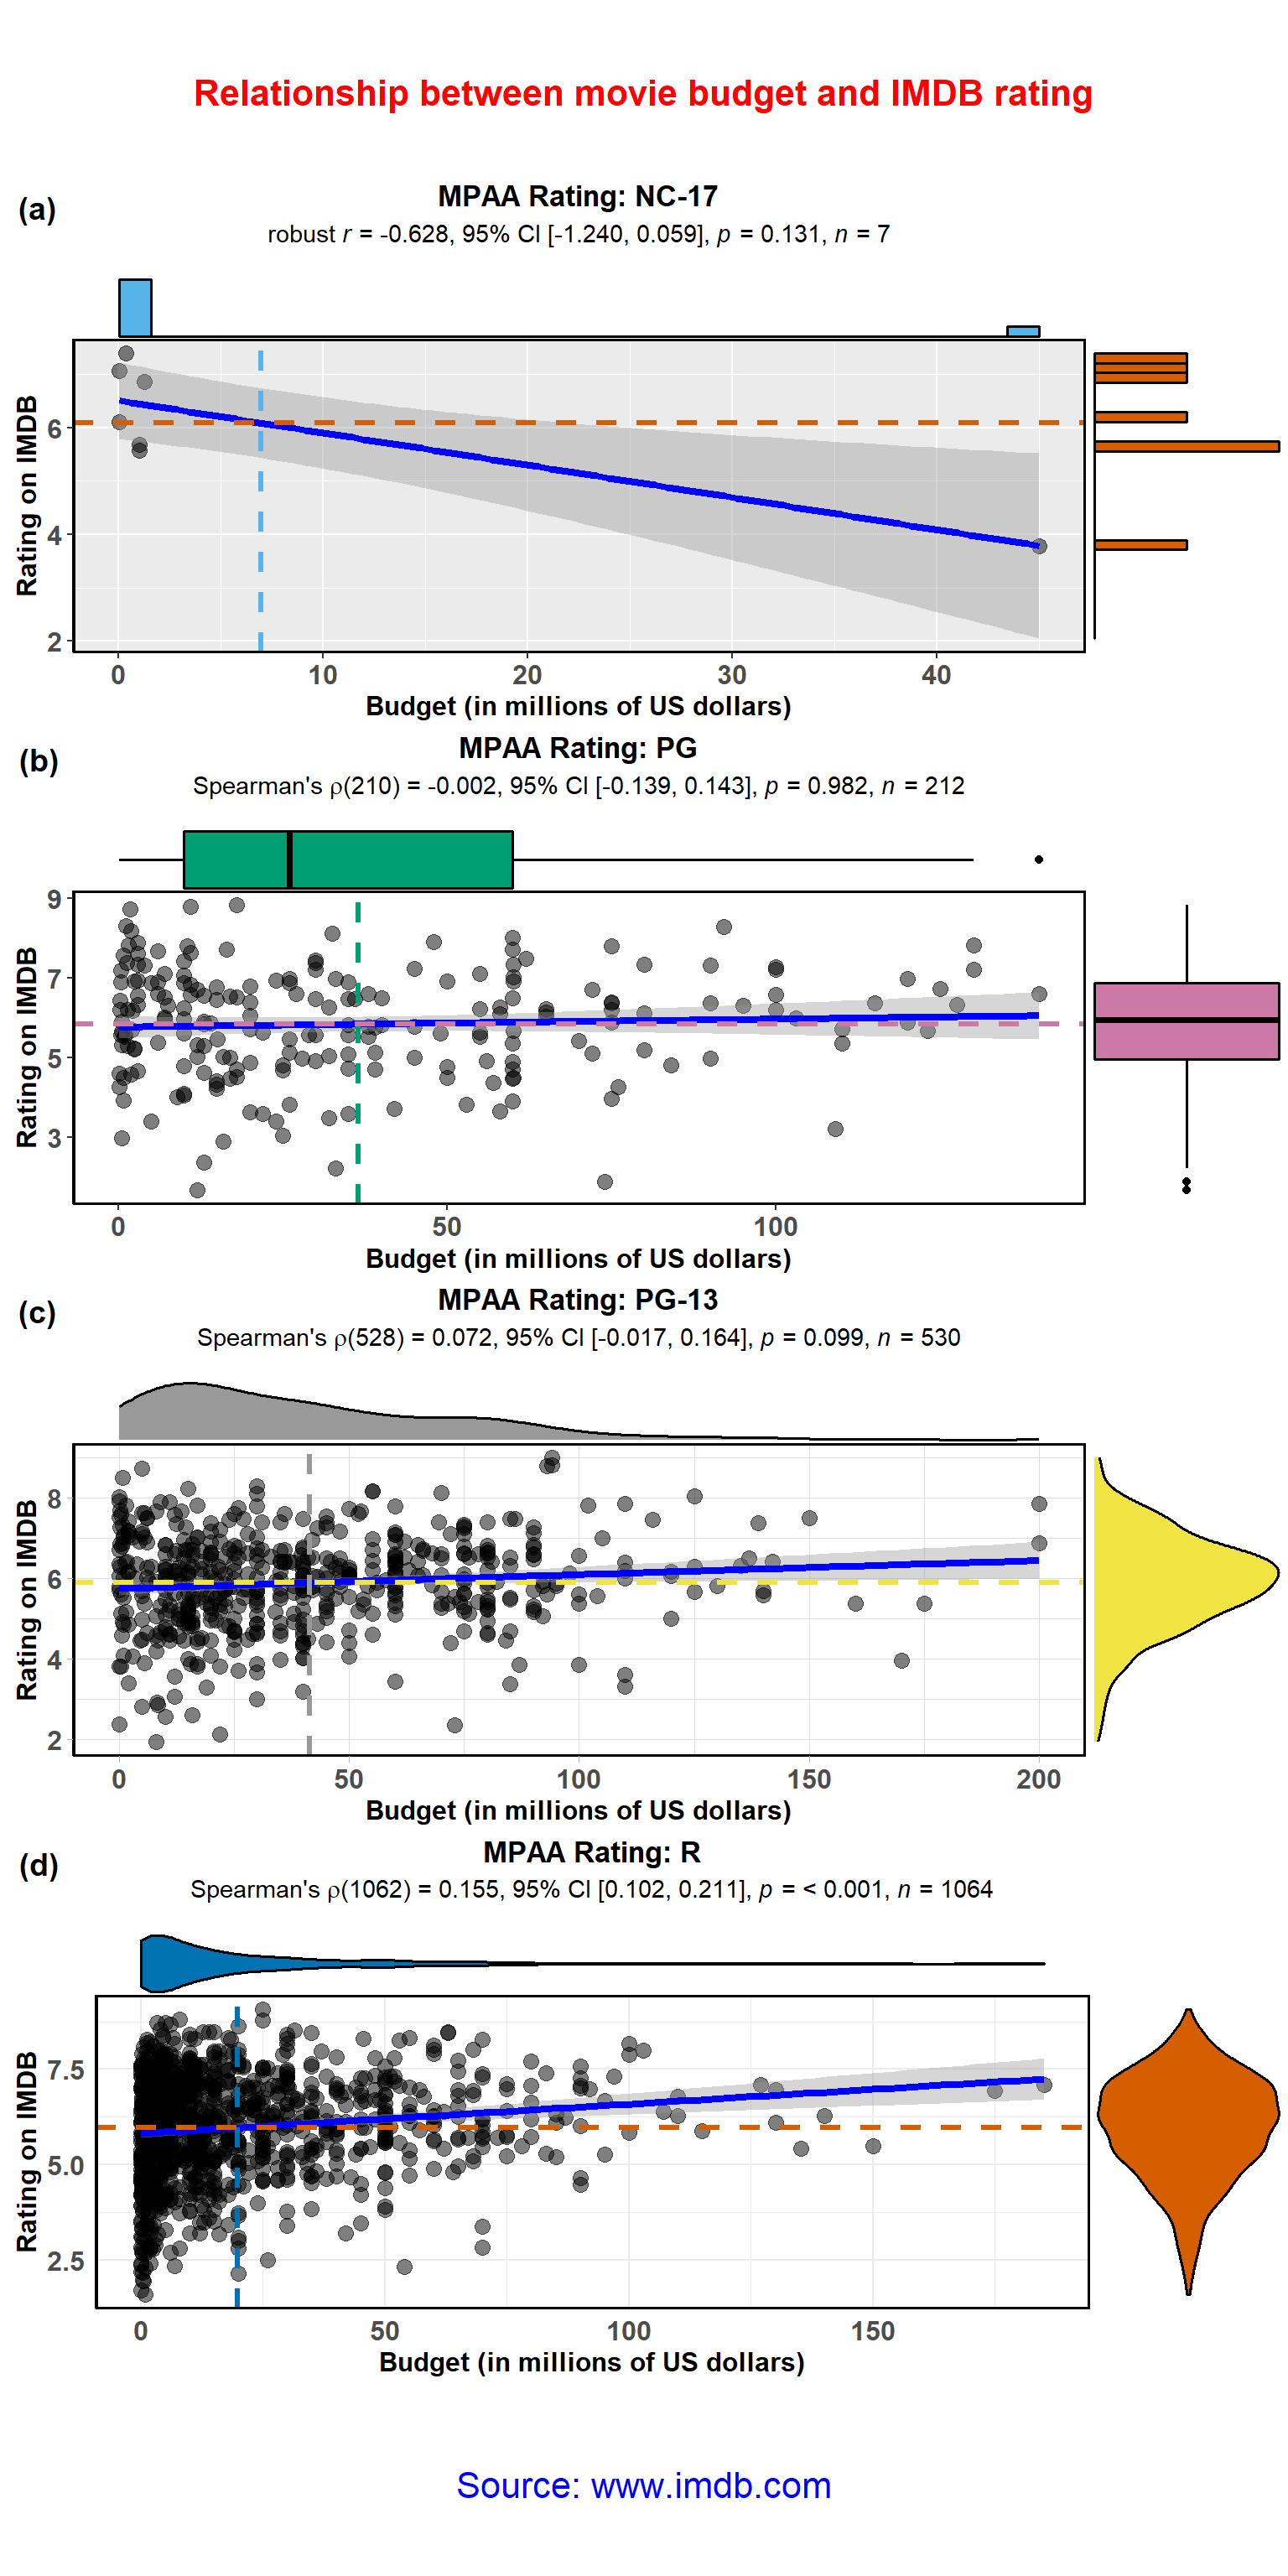 Relationship between movie budget and IMDB rating
(a)
MPAA Rating: NC-17
robust r = -0.628, 95% CI [-1.240, 0.059], p = 0.131, n = 7
Rating on IMDB
6
4
2
0 10 20 30 40
Budget (in millions of US dollars)
(b)
MPAA Rating: PG
Spearman's ρ(210) = -0.002, 95% CI [-0.139, 0.143], p = 0.982, n = 212
Rating on IMDB
9
7
5
3
0 50 100
Budget (in millions of US dollars)
(c)
MPAA Rating: PG-13
Spearman's ρ(528) = 0.072, 95% CI [-0.017, 0.164], p = 0.099, n = 530
Rating on IMDB
8
6
4
2
0 50 100 150 200
Budget (in millions of US dollars)
(d)
MPAA Rating: R
Spearman's ρ(1062) = 0.155, 95% CI [0.102, 0.211], p = < 0.001, n = 1064
Rating on IMDB
7.5
5.0
2.5
0 50 100 150
Budget (in millions of US dollars)
Source: www.imdb.com